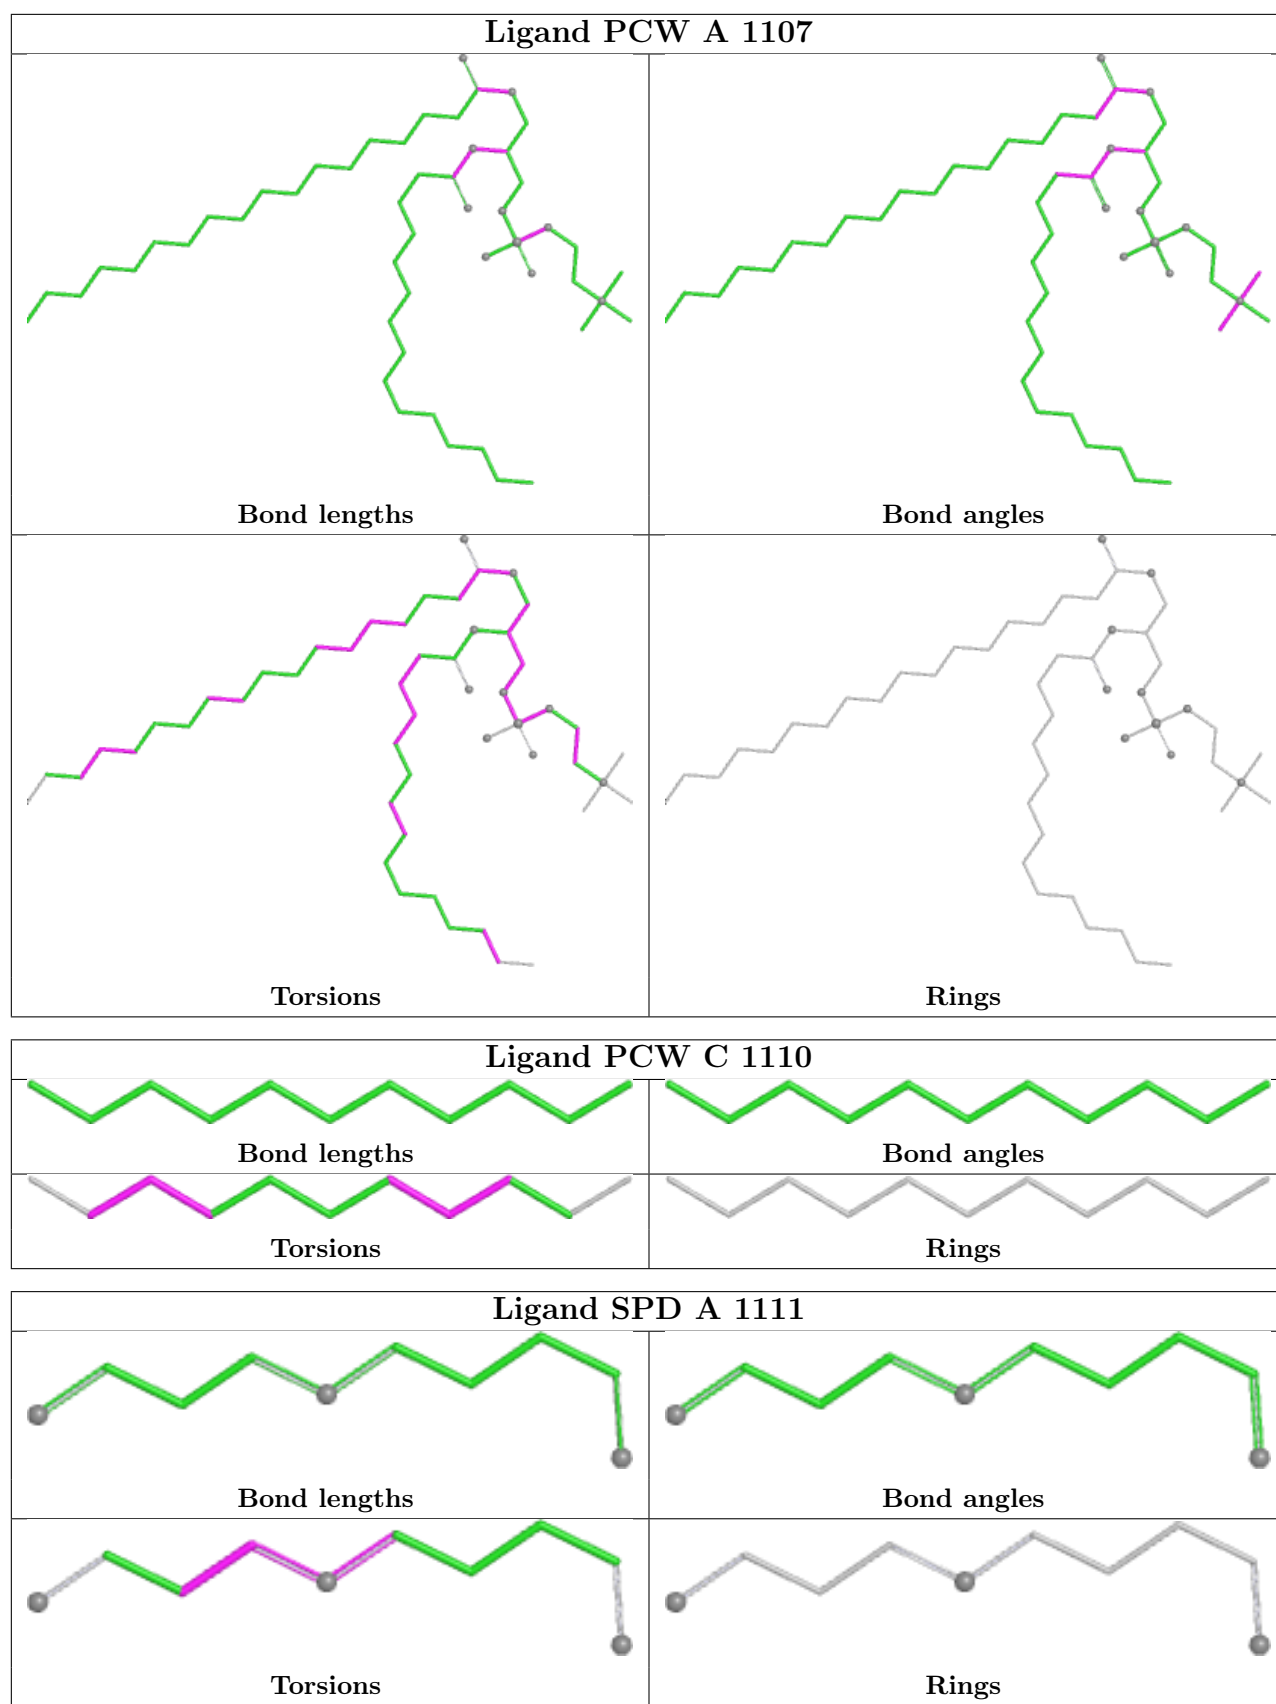 Ligand PCW A 1107
Bond lengths
Bond angles
Torsions
Rings
Ligand PCW C 1110
Bond lengths
Bond angles
Torsions
Rings
Ligand SPD A 1111
Bond lengths
Bond angles
Torsions
Rings